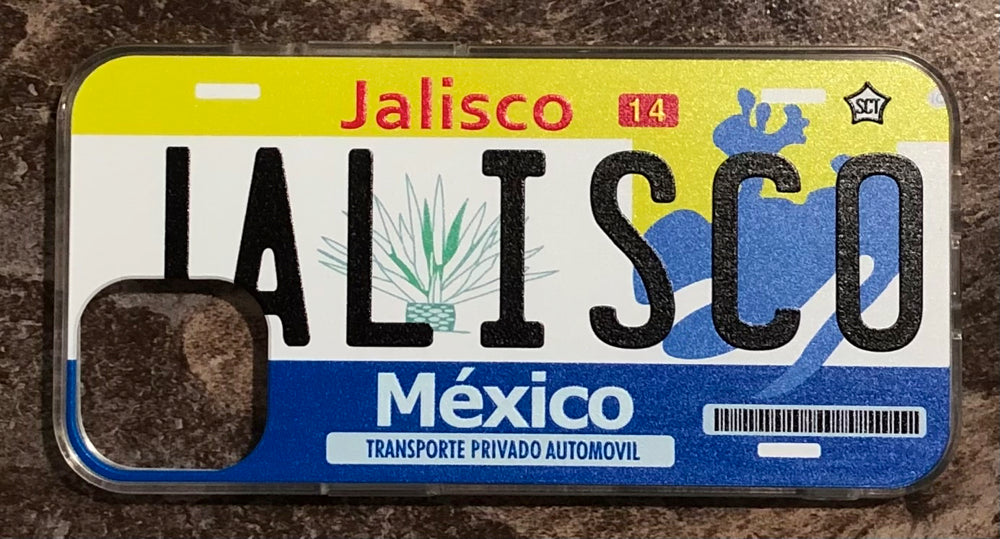 Jalisco 14 SCT
JALISCO
México
TRANSPORTE PRIVADO AUTOMOVIL